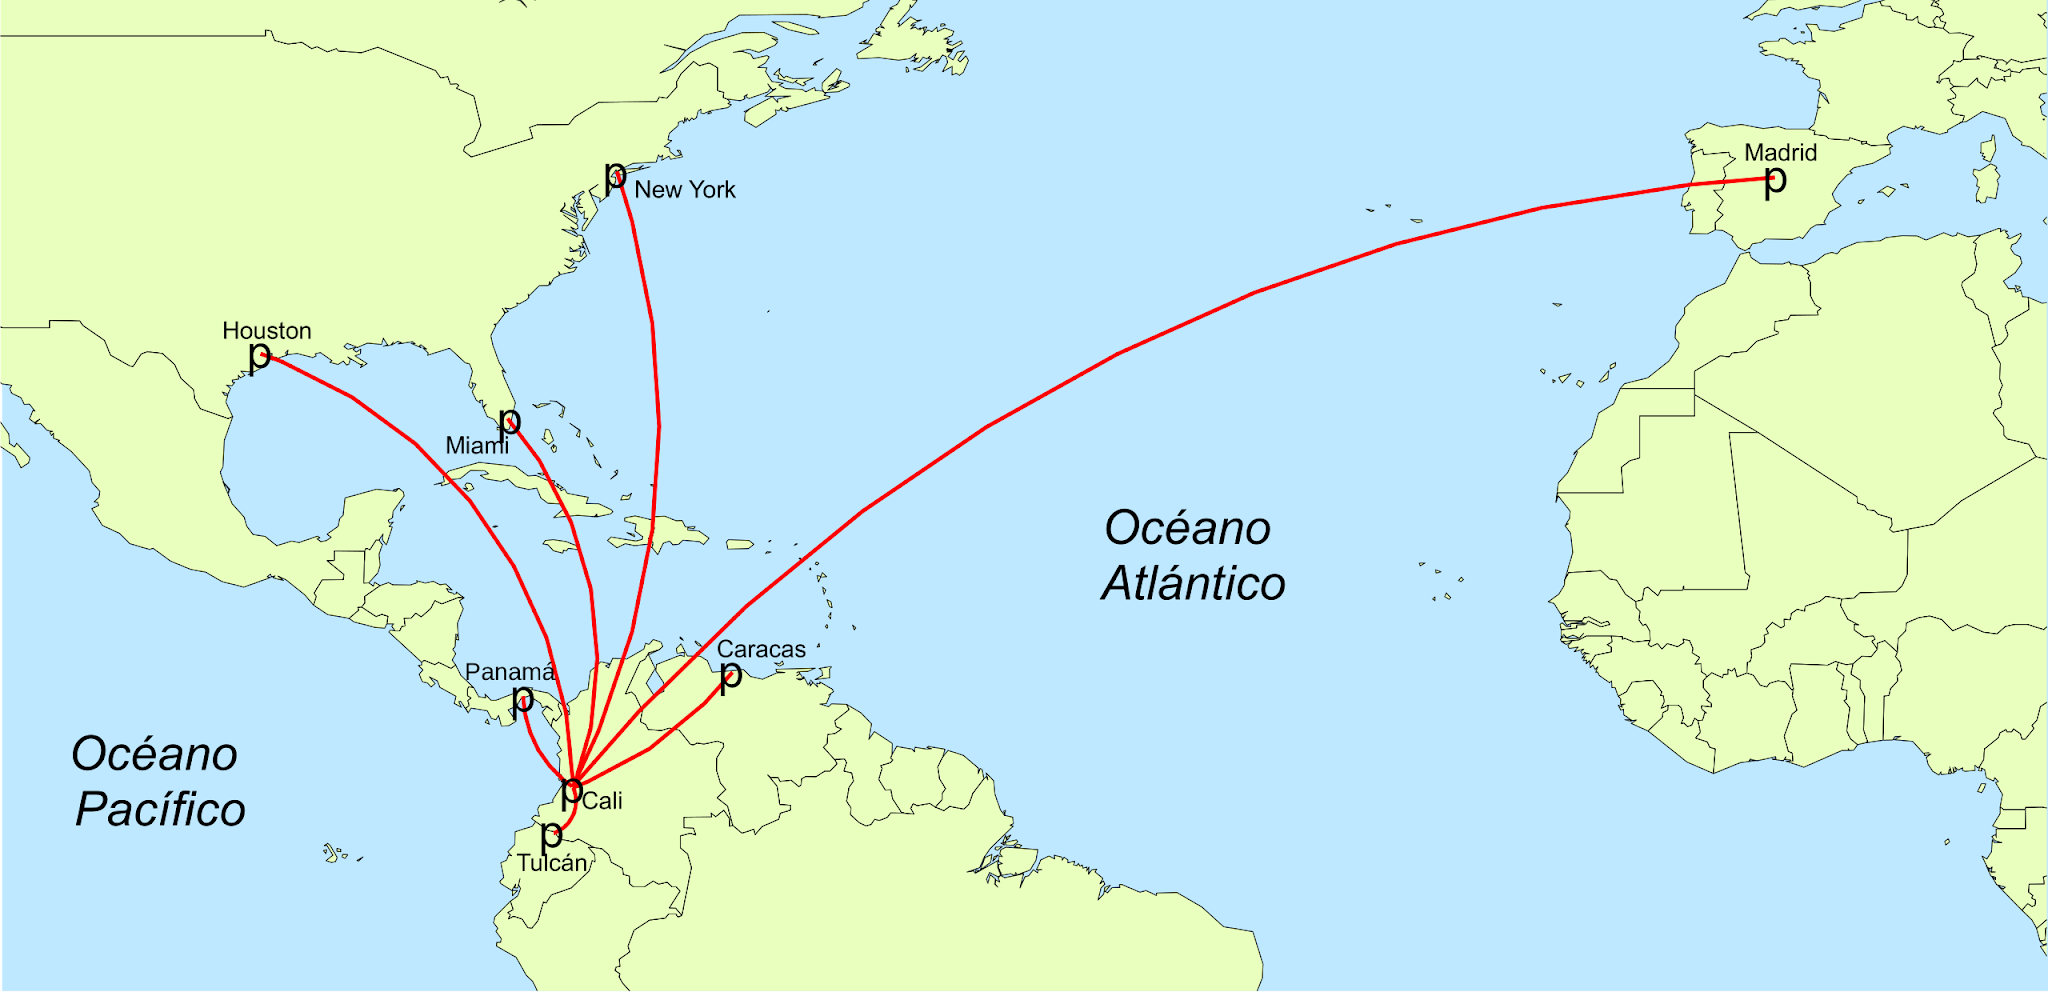 Madrid
p
p
New York
Houston
p
p
Miami
Océano
Atlántico
Caracas
p
Panamá
p
Océano
Pacífico
p
Cali
p
Tulcán